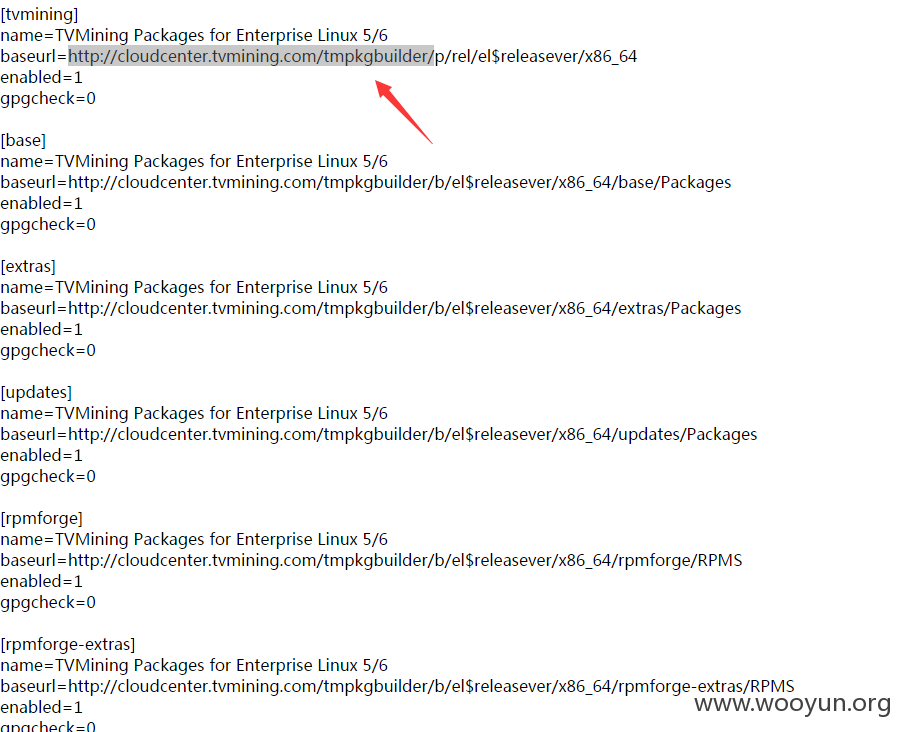 [tvmining]
name=TVMining Packages for Enterprise Linux 5/6
baseurl=http://cloudcenter.tvmining.com/tmpkgbuilder/p/rel/el$releasever/x86_64
enabled=1
gpgcheck=0
[base]
name=TVMining Packages for Enterprise Linux 5/6
baseurl=http://cloudcenter.tvmining.com/tmpkgbuilder/b/el$releasever/x86_64/base/Packages
enabled=1
gpgcheck=0
[extras]
name=TVMining Packages for Enterprise Linux 5/6
baseurl=http://cloudcenter.tvmining.com/tmpkgbuilder/b/el$releasever/x86_64/extras/Packages
enabled=1
gpgcheck=0
[updates]
name=TVMining Packages for Enterprise Linux 5/6
baseurl=http://cloudcenter.tvmining.com/tmpkgbuilder/b/el$releasever/x86_64/updates/Packages
enabled=1
gpgcheck=0
[rpmforge]
name=TVMining Packages for Enterprise Linux 5/6
baseurl=http://cloudcenter.tvmining.com/tmpkgbuilder/b/el$releasever/x86_64/rpmforge/RPMS
enabled=1
gpgcheck=0
[rpmforge-extras]
name=TVMining Packages for Enterprise Linux 5/6
baseurl=http://cloudcenter.tvmining.com/tmpkgbuilder/b/el$releasever/x86_64/rpmforge-extras/RPMS
enabled=1
gpgcheck=0
www.wooyun.org